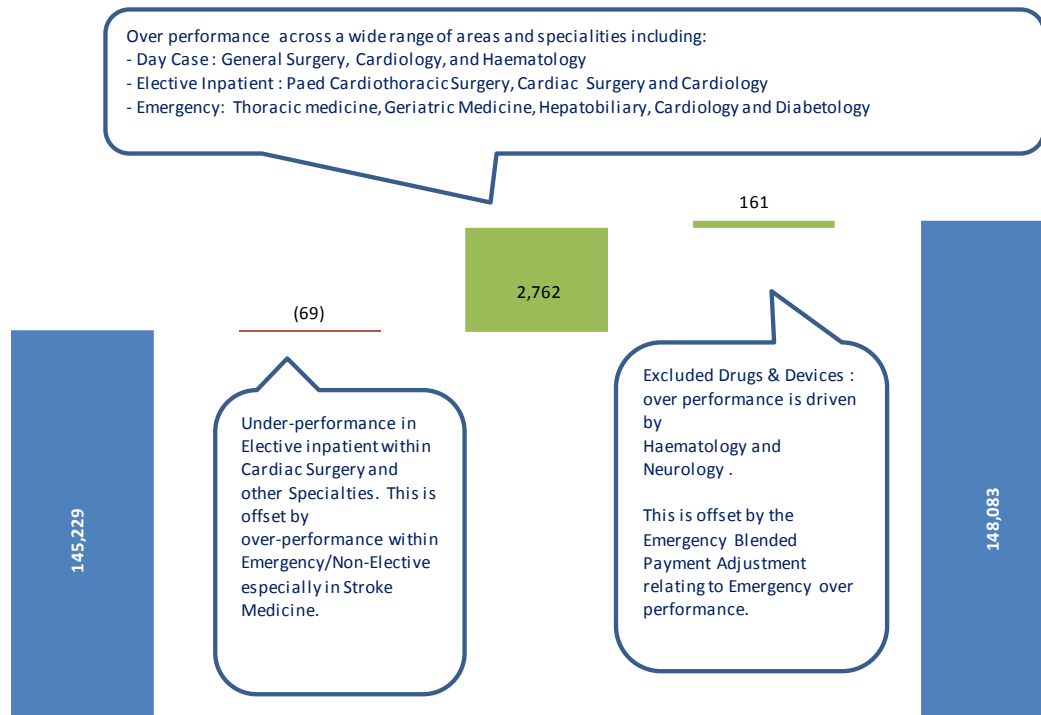 Over performance across a wide range of areas and specialities including:
- Day Case : General Surgery, Cardiology, and Haematology
- Elective Inpatient : Paed Cardiothoracic Surgery, Cardiac Surgery and Cardiology
- Emergency: Thoracic medicine, Geriatric Medicine, Hepatobiliary, Cardiology and Diabetology
161
2,762
(69)
Under-performance in
Elective inpatient within
Cardiac Surgery and
other Specialties. This is
offset by
over-performance within
Emergency/Non-Elective
especially in Stroke
Medicine.
Excluded Drugs & Devices :
over performance is driven
by
Haematology and
Neurology .
This is offset by the
Emergency Blended
Payment Adjustment
relating to Emergency over
performance.
145,229
148,083